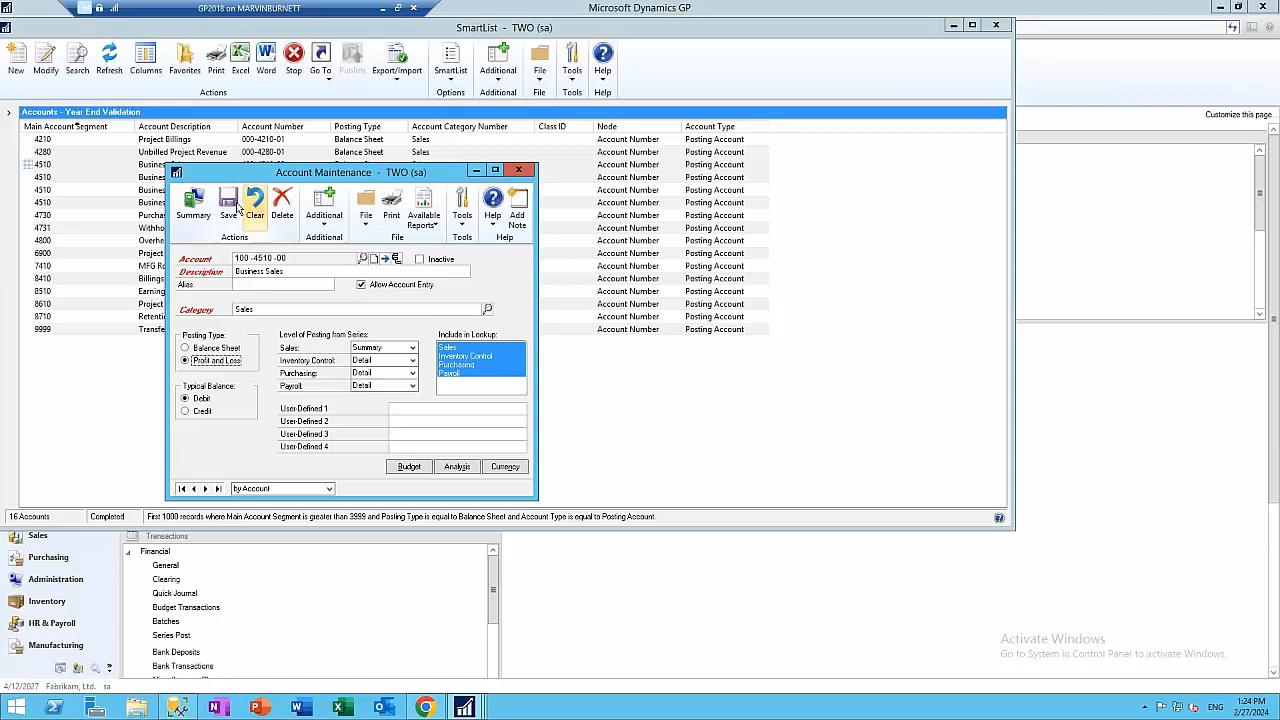 GP2018 on MARVINBURNETT
Microsoft Dynamics GP
SmartList - TWO (sa)
New Modify Search Refresh Columns Favorites Print Excel Word Stop Go To Publish Export/Import SmartList Additional File Tools Help
Actions Options Additional File Tools Help
Customize this page...
Accounts - Year End Validation
Main Account Segment Account Description Account Number Posting Type Account Category Number Class ID Node Account Type
4210 Project Billings 000-4210-01 Balance Sheet Sales Account Number Posting Account
4280 Unbilled Project Revenue 000-4280-01 Balance Sheet Sales Account Number Posting Account
4510 Busines Account Number Posting Account
4510 Busines Account Number Posting Account
4510 Busines Account Number Posting Account
4510 Busines Account Number Posting Account
4730 Purchas Account Number Posting Account
4731 Withho Account Number Posting Account
4800 Overhe Account Number Posting Account
6900 Project Account Number Posting Account
7410 MFG Ro Account Number Posting Account
8410 Billings Account Number Posting Account
8510 Earning Account Number Posting Account
8610 Project Account Number Posting Account
8710 Retenti Account Number Posting Account
9999 Transfe Account Number Posting Account
Account Maintenance - TWO (sa)
Summary Save Clear Delete Additional File Print Available Reports Tools Help Add Note
Actions Additional File Tools Help
Account 100 -4510 -00 Inactive
Description Business Sales
Alias Allow Account Entry
Category Sales
Posting Type: Level of Posting from Series: Include in Lookup:
Balance Sheet Sales: Summary Sales
Profit and Loss Inventory Control: Detail Inventory Control
Purchasing: Detail Purchasing
Typical Balance: Payroll: Detail Payroll
Debit
Credit User-Defined 1
User-Defined 2
User-Defined 3
User-Defined 4
Budget Analysis Currency
by Account
16 Accounts Completed First 1000 records where Main Account Segment is greater than 3999 and Posting Type is equal to Balance Sheet and Account Type is equal to Posting Account.
Sales
Purchasing
Administration
Inventory
HR & Payroll
Manufacturing
Transactions
Financial
General
Clearing
Quick Journal
Budget Transactions
Batches
Series Post
Bank Deposits
Bank Transactions
Activate Windows
Go to System in Control Panel to activate Windows.
4/12/2027 Fabrikam, Ltd. sa
ENG 1:24 PM
2/27/2024